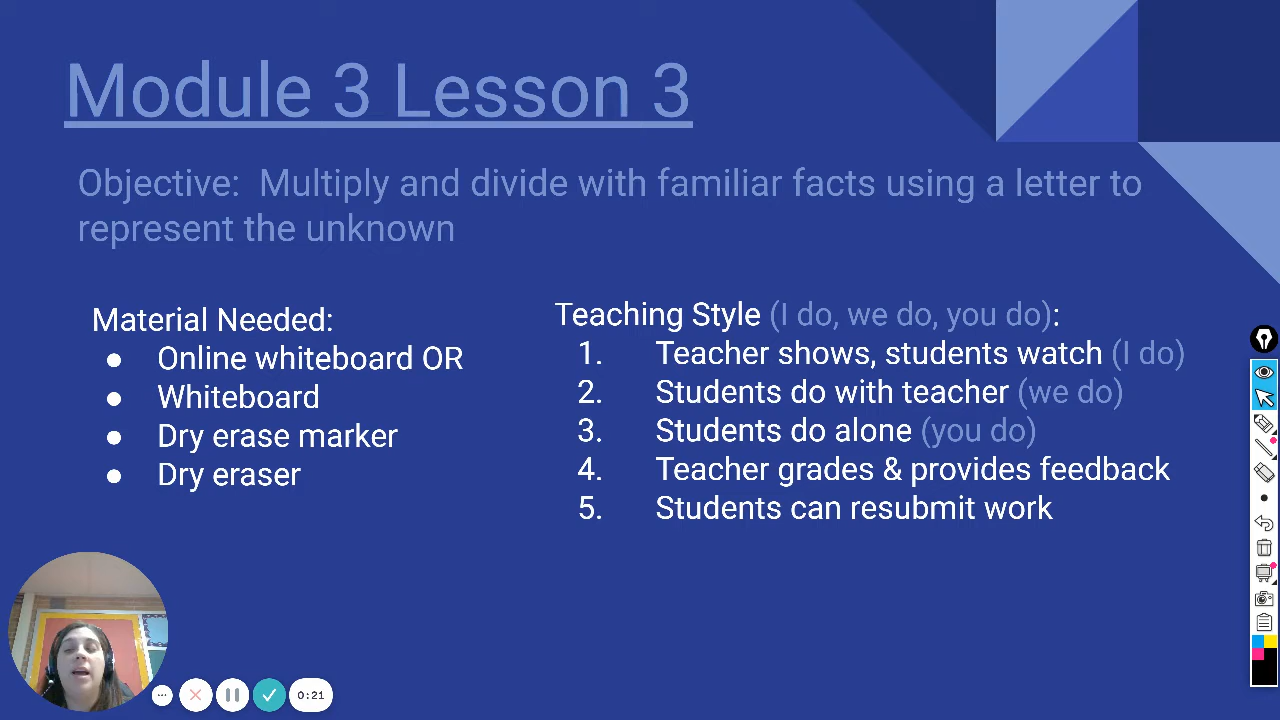 Module 3 Lesson 3
Objective:  Multiply and divide with familiar facts using a letter to
represent the unknown
Material Needed:
● Online whiteboard OR
● Whiteboard
● Dry erase marker
● Dry eraser
Teaching Style (I do, we do, you do):
1. Teacher shows, students watch (I do)
2. Students do with teacher (we do)
3. Students do alone (you do)
4. Teacher grades & provides feedback
5. Students can resubmit work
0:21